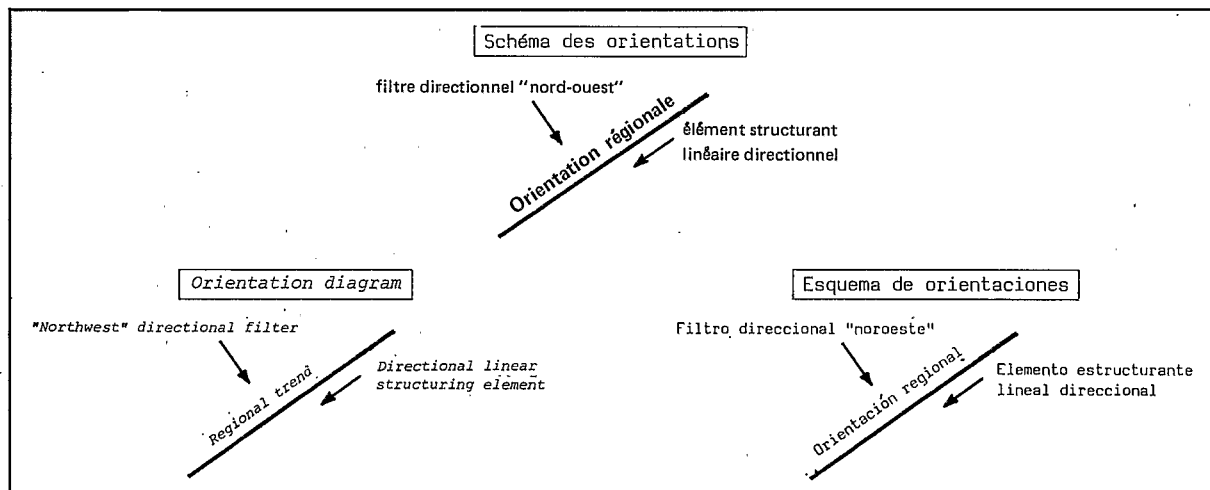 Schéma des orientations
filtre directionnel "nord-ouest"
Orientation régionale
élément structurant
linéaire directionnel
Orientation diagram
"Northwest" directional filter
Regional trend
Directional linear
structuring element
Esquema de orientaciones
Filtro direccional "noroeste"
Orientación regional
Elemento estructurante
lineal direccional